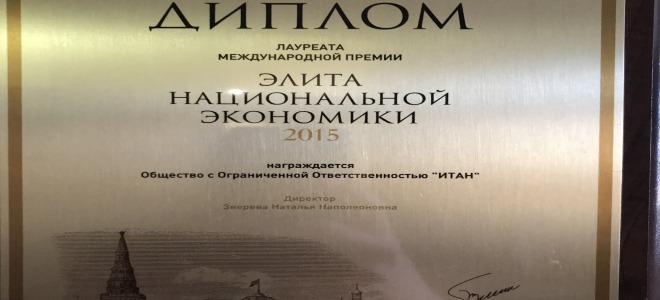 ДИПЛОМ
ЛАУРЕАТА
МЕЖДУНАРОДНОЙ ПРЕМИИ
ЭЛИТА
НАЦИОНАЛЬНОЙ
ЭКОНОМИКИ
2015
награждается
Общество с Ограниченной Ответственностью "ИТАН"
Директор
Зверева Наталья Наполеоновна